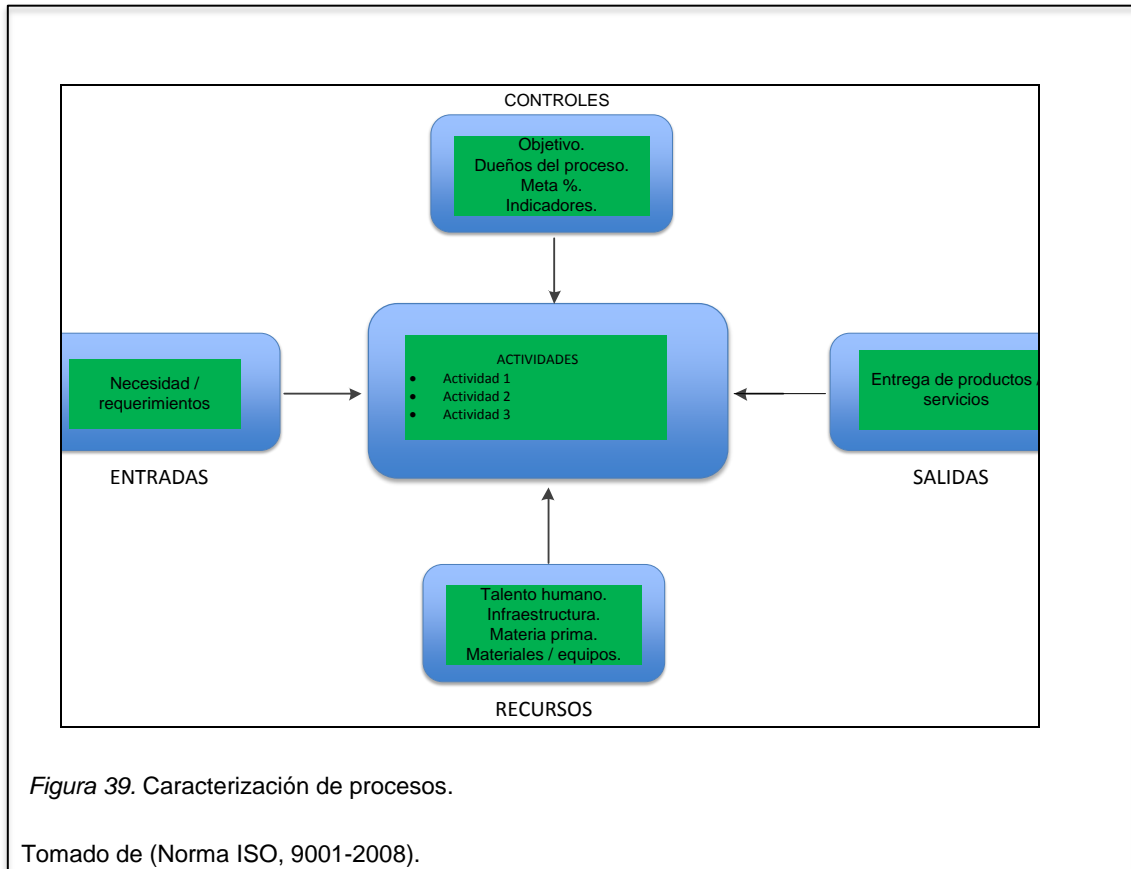 CONTROLES
Objetivo.
Dueños del proceso.
Meta %.
Indicadores.
Necesidad /
requerimientos
ENTRADAS
ACTIVIDADES
• Actividad 1
• Actividad 2
• Actividad 3
Entrega de productos /
servicios
SALIDAS
Talento humano.
Infraestructura.
Materia prima.
Materiales / equipos.
RECURSOS
Figura 39. Caracterización de procesos.
Tomado de (Norma ISO, 9001-2008).